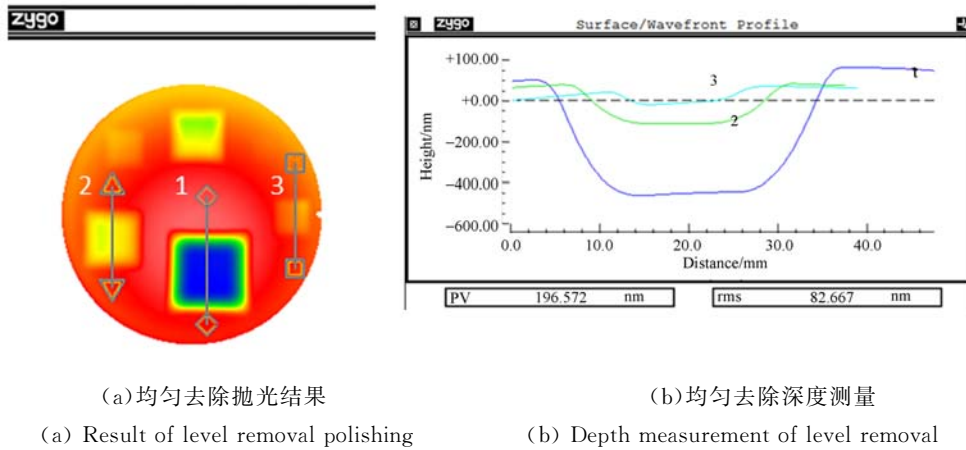 zygo
2 1 3
zygo Surface/Wavefront Profile
+100.00
+0.00
−200.00
−400.00
−600.00
Height/nm
3
2
t
0.0 10.0 20.0 30.0 40.0
Distance/mm
PV 196.572 nm rms 82.667 nm
(a)均匀去除抛光结果
(a) Result of level removal polishing
(b)均匀去除深度测量
(b) Depth measurement of level removal